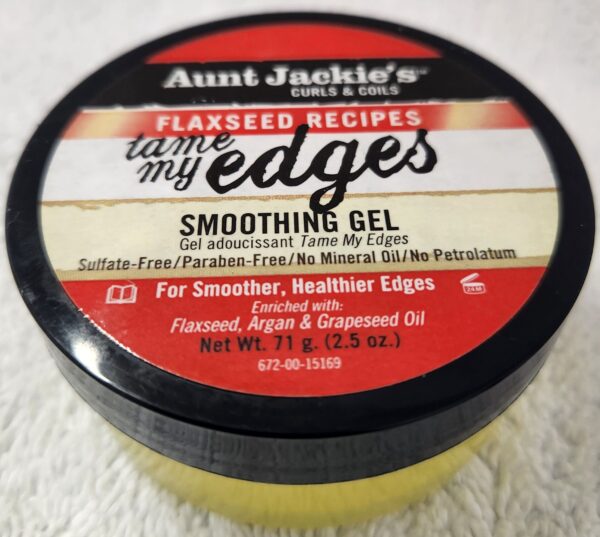 Aunt Jackie's™
CURLS & COILS
FLAXSEED RECIPES
tame
my edges
SMOOTHING GEL
Gel adoucissant Tame My Edges
Sulfate-Free/Paraben-Free/No Mineral Oil/No Petrolatum
For Smoother, Healthier Edges
24M
Enriched with:
Flaxseed, Argan & Grapeseed Oil
Net Wt. 71 g. (2.5 oz.)
672-00-15169